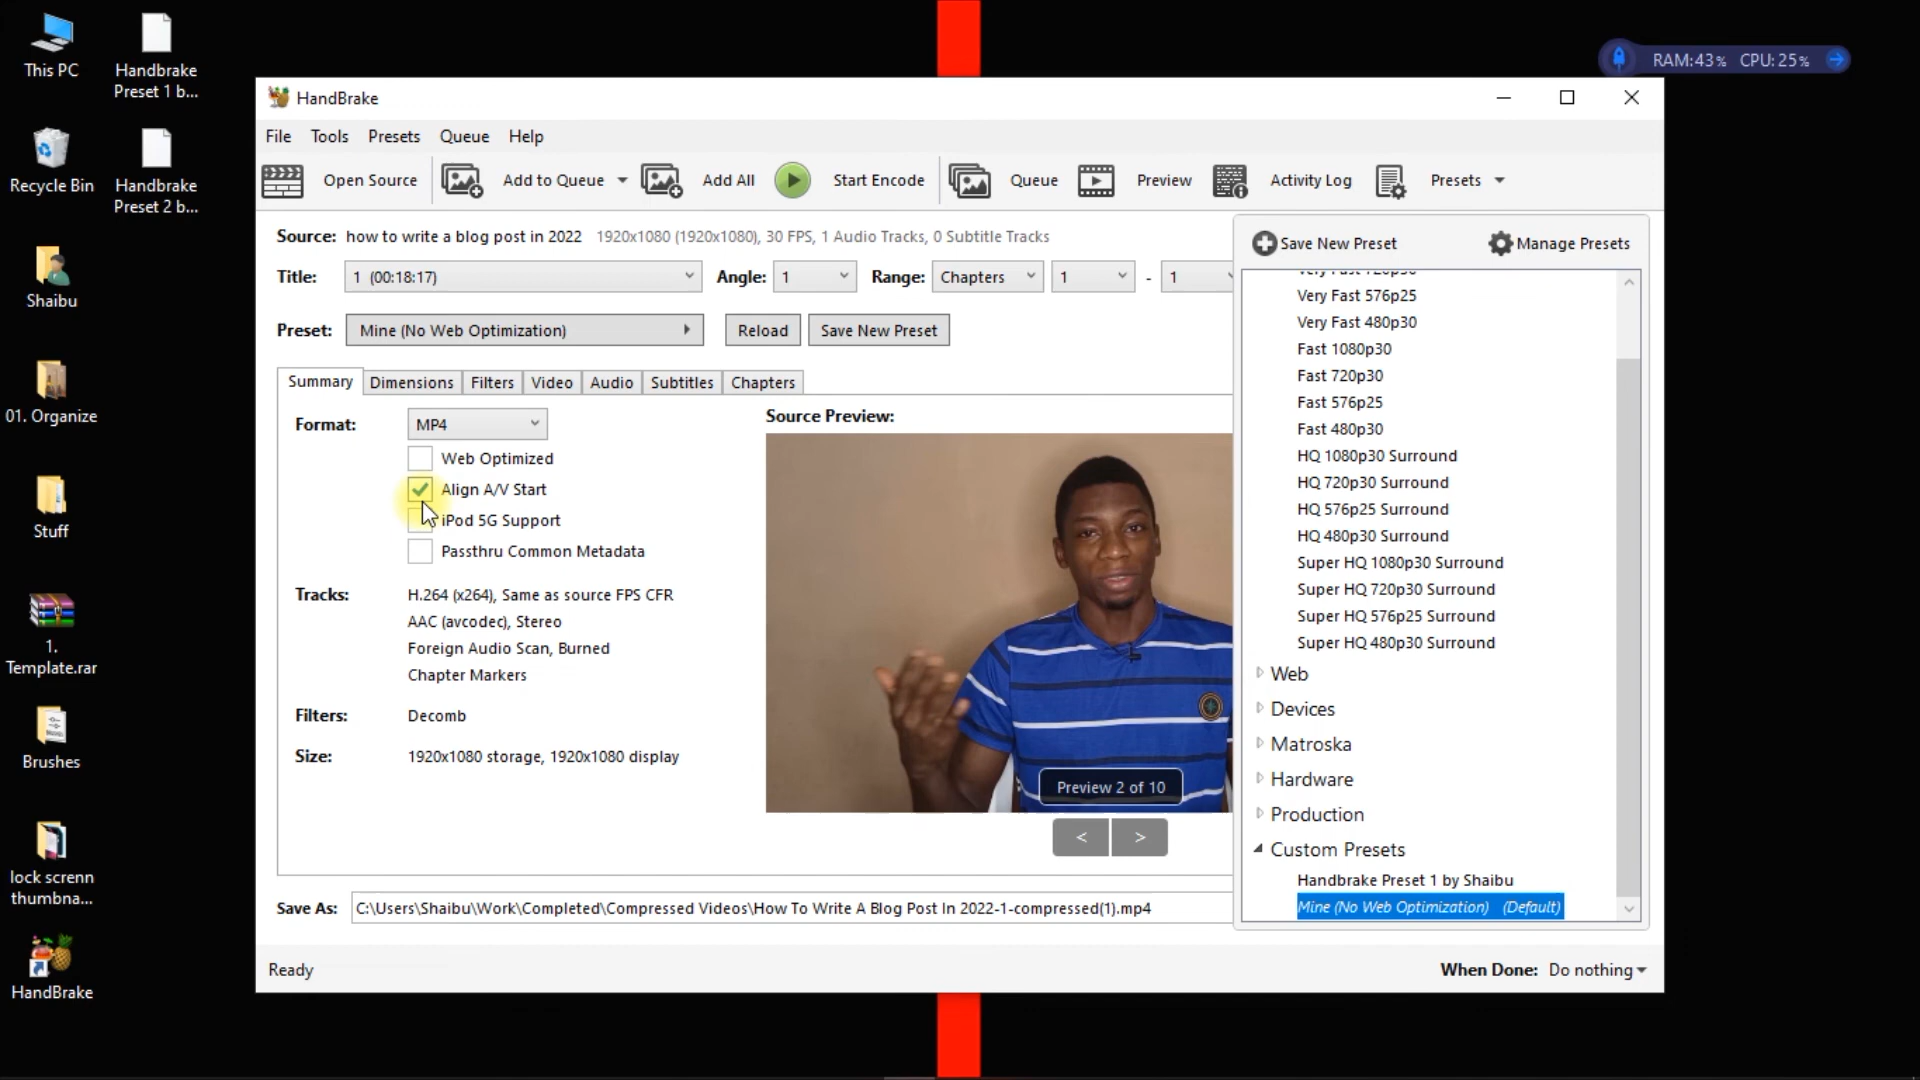 This PC
Handbrake
Preset 1 b...
Recycle Bin
Handbrake
Preset 2 b...
Shaibu
01. Organize
Stuff
1.
Template.rar
Brushes
lock screnn
thumbna...
HandBrake
RAM:43% CPU: 25%
HandBrake
File Tools Presets Queue Help
Open Source Add to Queue Add All Start Encode Queue Preview Activity Log Presets
Source: how to write a blog post in 2022 1920x1080 (1920x1080), 30 FPS, 1 Audio Tracks, 0 Subtitle Tracks
Title: 1 (00:18:17) Angle: 1 Range: Chapters 1 - 1
Preset: Mine (No Web Optimization) Reload Save New Preset
Summary Dimensions Filters Video Audio Subtitles Chapters
Format: MP4
Web Optimized
Align A/V Start
iPod 5G Support
Passthru Common Metadata
Tracks: H.264 (x264), Same as source FPS CFR
AAC (avcodec), Stereo
Foreign Audio Scan, Burned
Chapter Markers
Filters: Decomb
Size: 1920x1080 storage, 1920x1080 display
Source Preview:
Preview 2 of 10
< >
Save As: C:\Users\Shaibu\Work\Completed\Compressed Videos\How To Write A Blog Post In 2022-1-compressed(1).mp4
Ready
When Done: Do nothing
Save New Preset Manage Presets
Very Fast 720p30
Very Fast 576p25
Very Fast 480p30
Fast 1080p30
Fast 720p30
Fast 576p25
Fast 480p30
HQ 1080p30 Surround
HQ 720p30 Surround
HQ 576p25 Surround
HQ 480p30 Surround
Super HQ 1080p30 Surround
Super HQ 720p30 Surround
Super HQ 576p25 Surround
Super HQ 480p30 Surround
Web
Devices
Matroska
Hardware
Production
Custom Presets
Handbrake Preset 1 by Shaibu
Mine (No Web Optimization) (Default)